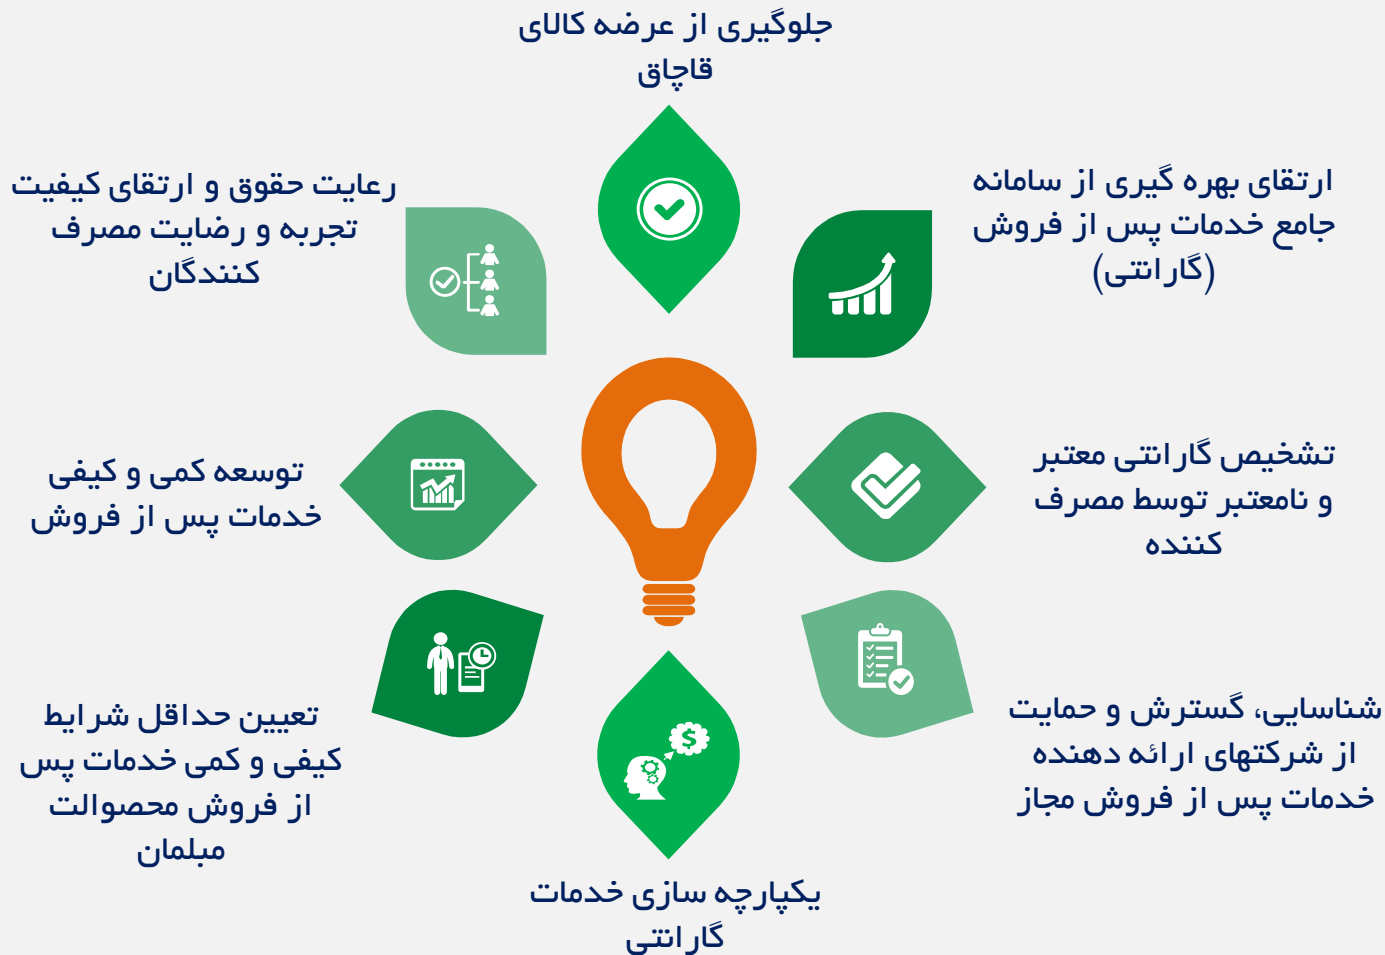 جلوگیری از عرضه کالای
قاچاق
ارتقای بهره گیری از سامانه
جامع خدمات پس از فروش
(گارانتی)
تشخیص گارانتی معتبر
و نامعتبر توسط مصرف
کننده
شناسایی، گسترش و حمایت
از شرکتهای ارائه دهنده
خدمات پس از فروش مجاز
یکپارچه سازی خدمات
گارانتی
تعیین حداقل شرایط
کیفی و کمی خدمات پس
از فروش محصوالت
مبلمان
توسعه کمی و کیفی
خدمات پس از فروش
رعایت حقوق و ارتقای کیفیت
تجربه و رضایت مصرف
کنندگان
$